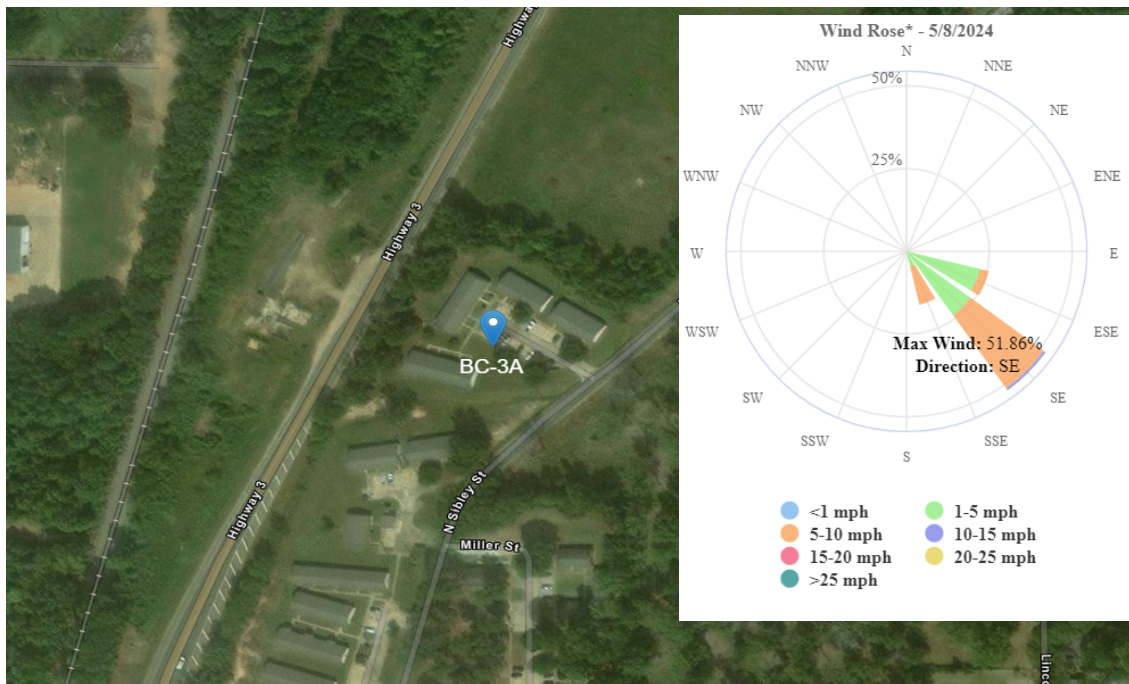 Highway
Highway 3
BC-3A
Highway 3
N Sibley St
Miller St
Linco
Wind Rose* - 5/8/2024
N
NNW
NNE
50%
NW
NE
25%
WNW
ENE
W
E
WSW
ESE
Max Wind: 51.86%
Direction: SE
SW
SE
SSW
SSE
S
<1 mph
1-5 mph
5-10 mph
10-15 mph
15-20 mph
20-25 mph
>25 mph